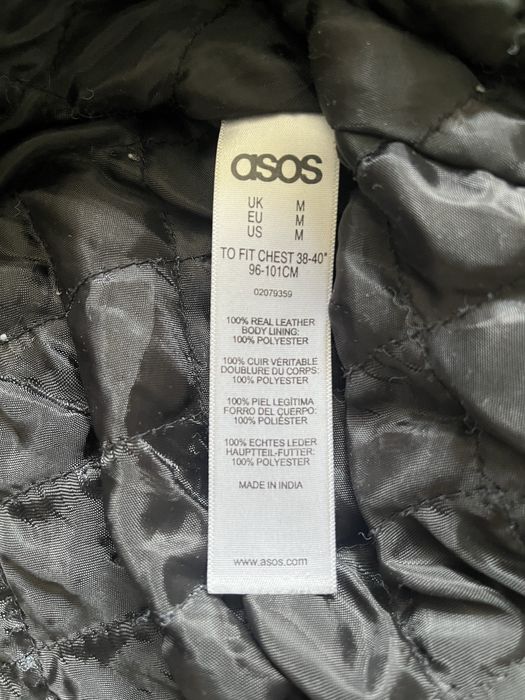 asos
UK M
EU M
US M
TO FIT CHEST 38-40"
96-101CM
02079359
100% REAL LEATHER
BODY LINING:
100% POLYESTER
100% CUIR VÉRITABLE
DOUBLURE DU CORPS:
100% POLYESTER
100% PIEL LEGÍTIMA
FORRO DEL CUERPO:
100% POLIÉSTER
100% ECHTES LEDER
HAUPTTEIL-FUTTER:
100% POLYESTER
MADE IN INDIA
www.asos.com